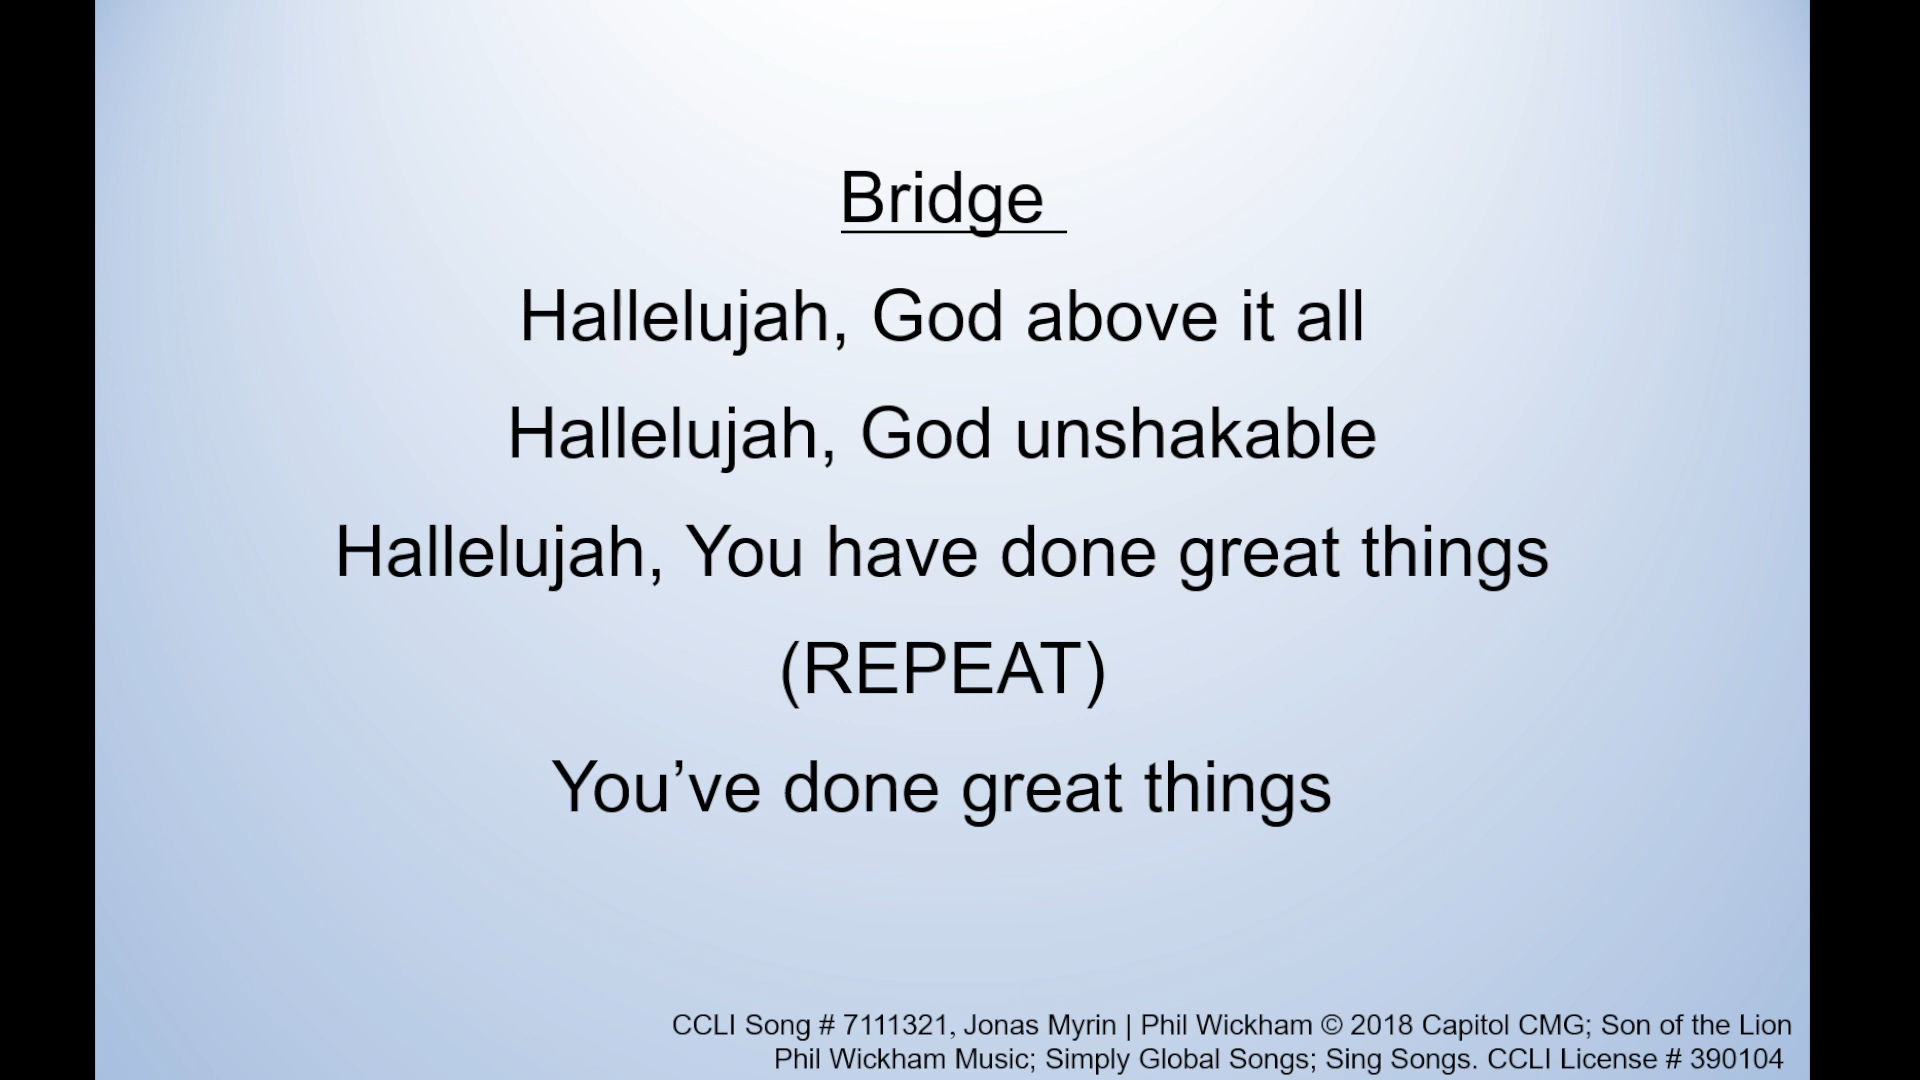 Bridge
Hallelujah, God above it all
Hallelujah, God unshakable
Hallelujah, You have done great things
(REPEAT)
You’ve done great things
CCLI Song # 7111321, Jonas Myrin | Phil Wickham © 2018 Capitol CMG; Son of the Lion
Phil Wickham Music; Simply Global Songs; Sing Songs. CCLI License # 390104